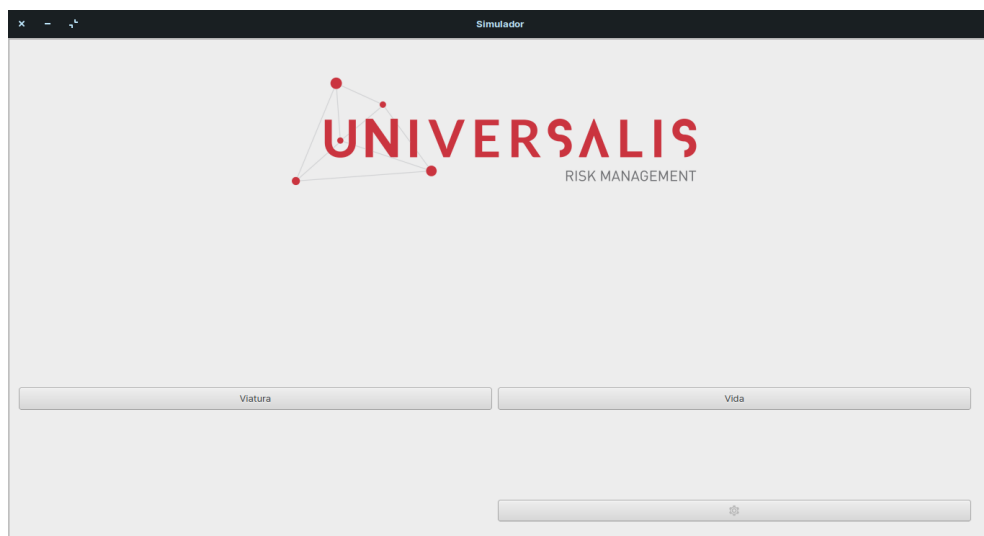 Simulador
UNIVERSALIS
RISK MANAGEMENT
Viatura
Vida